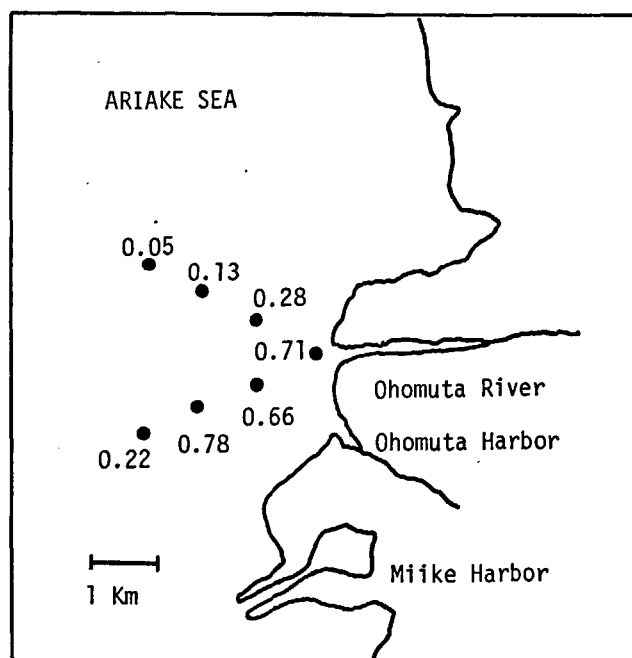 ARIAKE SEA
0.05
0.13
0.28
0.71
Ohomuta River
0.66
0.78
Ohomuta Harbor
0.22
Miike Harbor
1 Km